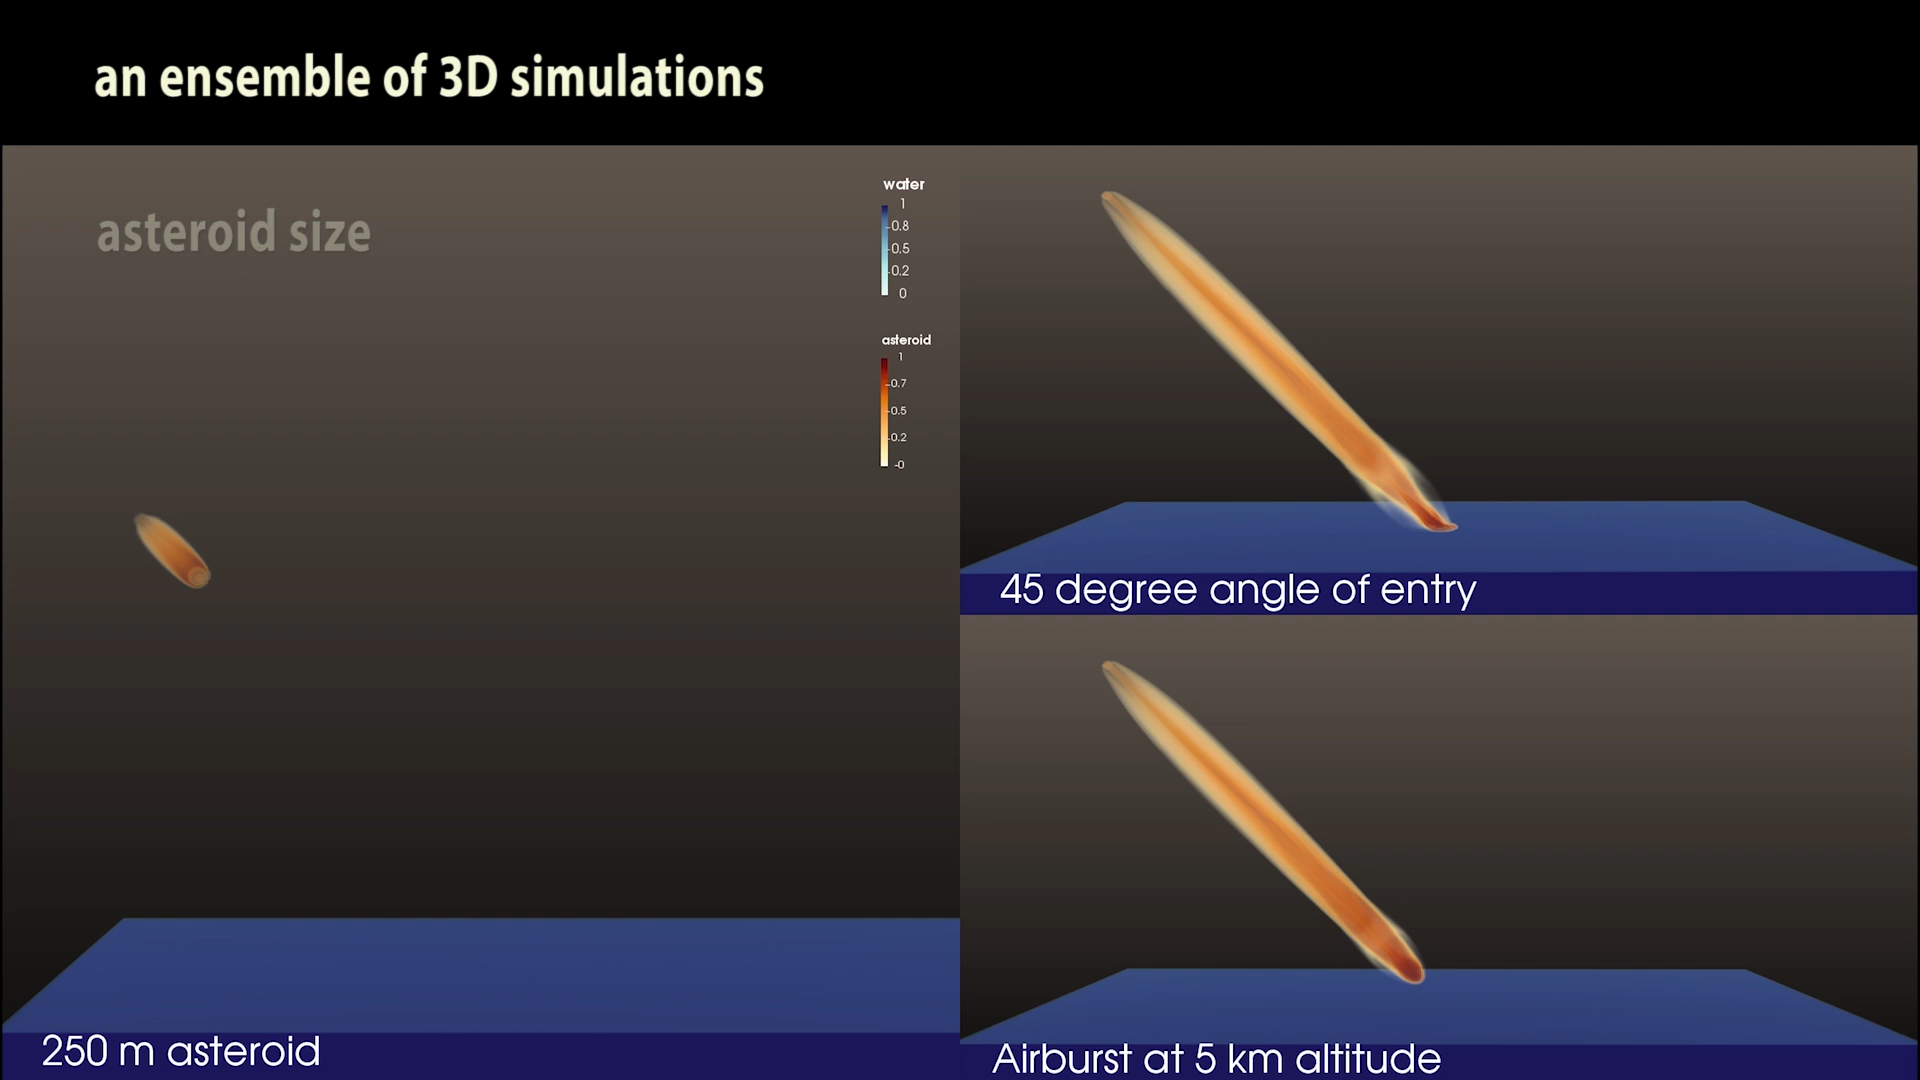 an ensemble of 3D simulations
asteroid size
water
1
0.8
0.5
0.2
0
asteroid
1
0.7
0.5
0.2
-0
250 m asteroid
45 degree angle of entry
Airburst at 5 km altitude